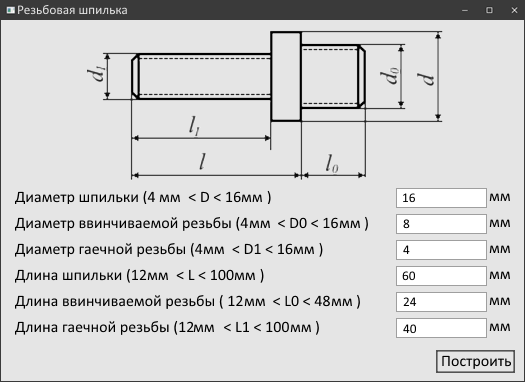 Резьбовая шпилька
d₁
d₀
d
l₁
l
l₀
Диаметр шпильки (4 мм < D < 16мм ) 16 мм
Диаметр ввинчиваемой резьбы (4мм < D0 < 16мм ) 8 мм
Диаметр гаечной резьбы (4мм < D1 < 16мм ) 4 мм
Длина шпильки (12мм < L < 100мм ) 60 мм
Длина ввинчиваемой резьбы ( 12мм < L0 < 48мм ) 24 мм
Длина гаечной резьбы (12мм < L1 < 100мм ) 40 мм
Построить